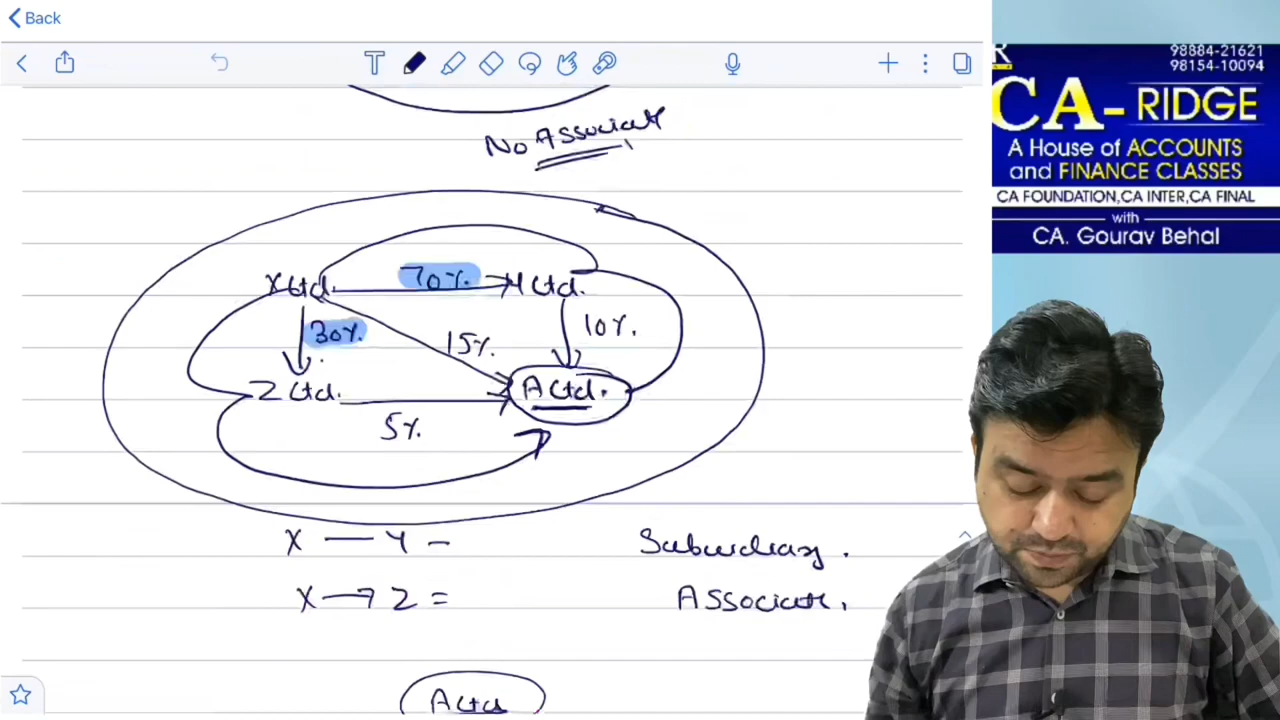 Back
No Associate
X Ltd. 70% Y Ltd.
30% 15% 10%.
Z Ltd. A Ltd.
5%.
X — Y – Subsidiary.
X → Z = Associate.
A Ltd
R
98884-21621
98154-10094
CA- RIDGE
A House of ACCOUNTS
and FINANCE CLASSES
CA FOUNDATION,CA INTER,CA FINAL
with
CA. Gourav Behal